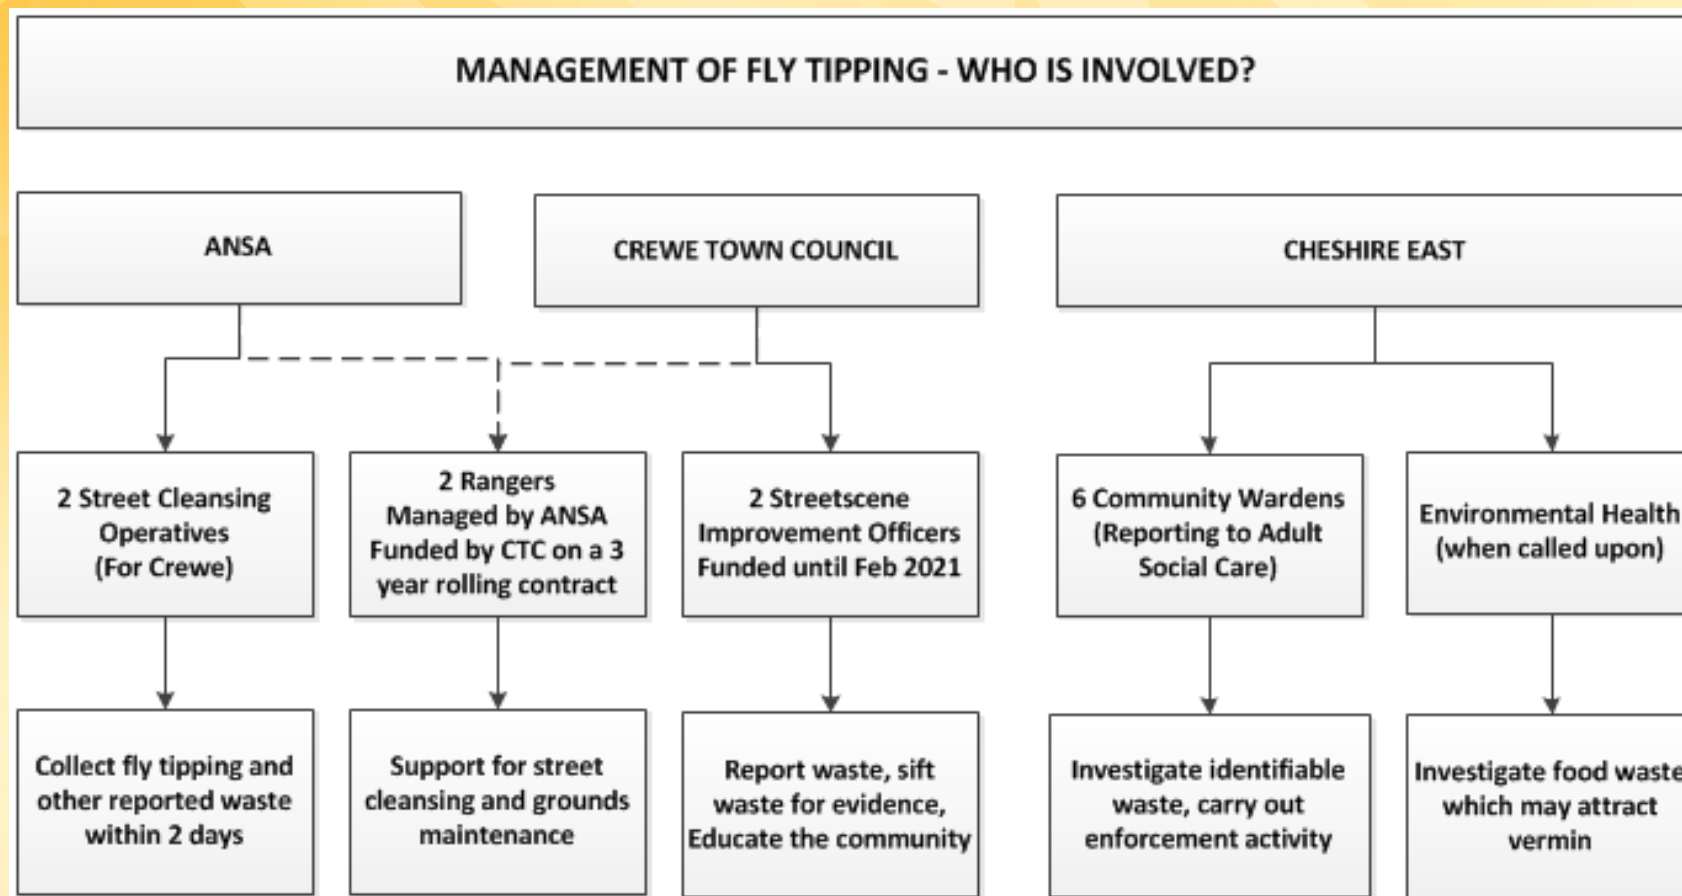 MANAGEMENT OF FLY TIPPING - WHO IS INVOLVED?
ANSA
CREWE TOWN COUNCIL
CHESHIRE EAST
2 Street Cleansing
Operatives
(For Crewe)
2 Rangers
Managed by ANSA
Funded by CTC on a 3
year rolling contract
2 Streetscene
Improvement Officers
Funded until Feb 2021
6 Community Wardens
(Reporting to Adult
Social Care)
Environmental Health
(when called upon)
Collect fly tipping and
other reported waste
within 2 days
Support for street
cleansing and grounds
maintenance
Report waste, sift
waste for evidence,
Educate the community
Investigate identifiable
waste, carry out
enforcement activity
Investigate food waste
which may attract
vermin